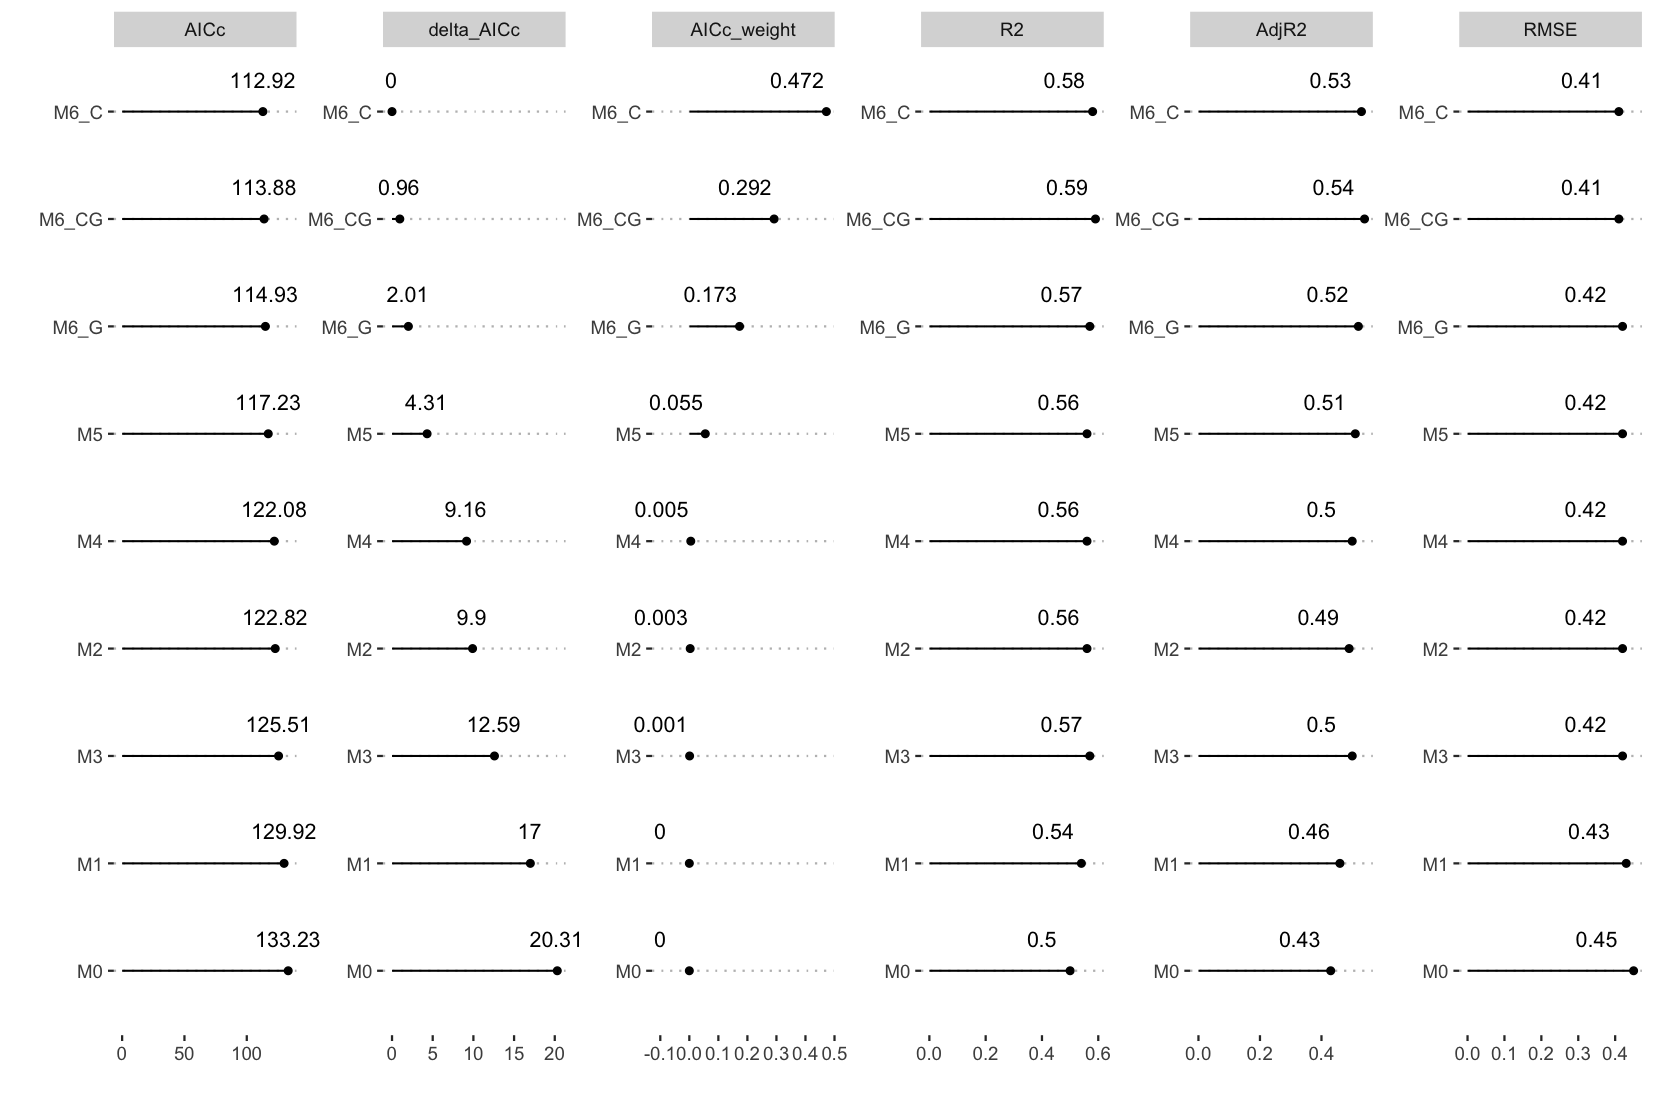 AICc delta_AICc AICc_weight R2 AdjR2 RMSE
112.92 0 0.472 0.58 0.53 0.41
M6_C M6_C M6_C M6_C M6_C M6_C
113.88 0.96 0.292 0.59 0.54 0.41
M6_CG M6_CG M6_CG M6_CG M6_CG M6_CG
114.93 2.01 0.173 0.57 0.52 0.42
M6_G M6_G M6_G M6_G M6_G M6_G
117.23 4.31 0.055 0.56 0.51 0.42
M5 M5 M5 M5 M5 M5
122.08 9.16 0.005 0.56 0.5 0.42
M4 M4 M4 M4 M4 M4
122.82 9.9 0.003 0.56 0.49 0.42
M2 M2 M2 M2 M2 M2
125.51 12.59 0.001 0.57 0.5 0.42
M3 M3 M3 M3 M3 M3
129.92 17 0 0.54 0.46 0.43
M1 M1 M1 M1 M1 M1
133.23 20.31 0 0.5 0.43 0.45
M0 M0 M0 M0 M0 M0
0 50 100 0 5 10 15 20 -0.1 0.0 0.1 0.2 0.3 0.4 0.5 0.0 0.2 0.4 0.6 0.0 0.2 0.4 0.0 0.1 0.2 0.3 0.4